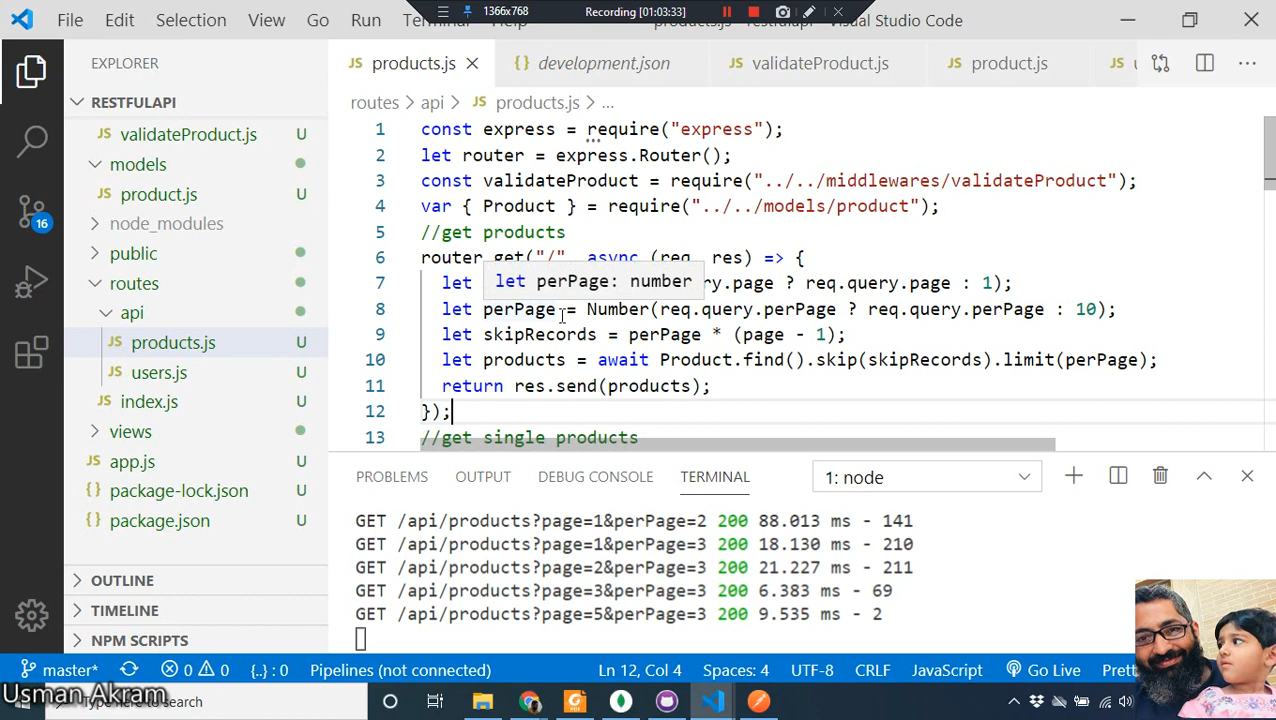 File Edit Selection View Go Run Terminal
1366x768 Recording [01:03:33]
Visual Studio Code
EXPLORER
RESTFULAPI
validateProduct.js U
models
product.js U
node_modules
public
routes
api
products.js U
users.js U
index.js U
views
app.js U
package-lock.json U
package.json U
OUTLINE
TIMELINE
NPM SCRIPTS
products.js development.json validateProduct.js product.js
routes > api > products.js > ...
1 const express = require("express");
2 let router = express.Router();
3 const validateProduct = require("../../middlewares/validateProduct");
4 var { Product } = require("../../models/product");
5 //get products
6 router get("/" async (req res) => {
let perPage: number
7 let .page ? req.query.page : 1);
8 let perPage = Number(req.query.perPage ? req.query.perPage : 10);
9 let skipRecords = perPage * (page - 1);
10 let products = await Product.find().skip(skipRecords).limit(perPage);
11 return res.send(products);
12 });
13 //get single products
PROBLEMS OUTPUT DEBUG CONSOLE TERMINAL 1: node
GET /api/products?page=1&perPage=2 200 88.013 ms - 141
GET /api/products?page=1&perPage=3 200 18.130 ms - 210
GET /api/products?page=2&perPage=3 200 21.227 ms - 211
GET /api/products?page=3&perPage=3 200 6.383 ms - 69
GET /api/products?page=5&perPage=3 200 9.535 ms - 2
16
master* 0 0 {..} : 0 Pipelines (not connected) Ln 12, Col 4 Spaces: 4 UTF-8 CRLF JavaScript Go Live
Usman Akram
here to search